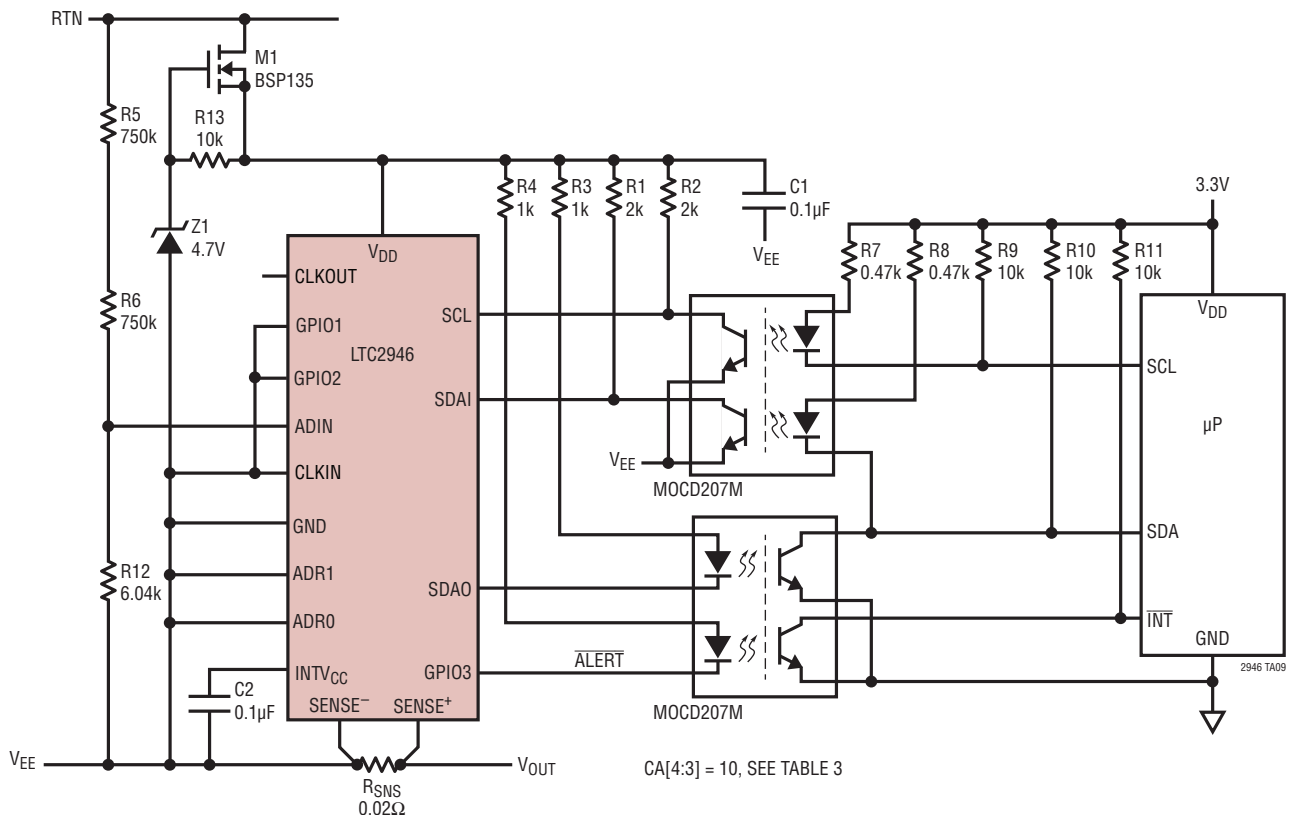 RTN
M1
BSP135
R5
750k
R13
10k
R4
1k
R3
1k
R1
2k
R2
2k
C1
0.1µF
VEE
3.3V
Z1
4.7V
R7
0.47k
R8
0.47k
R9
10k
R10
10k
R11
10k
VDD
CLKOUT
GPIO1
LTC2946
GPIO2
ADIN
CLKIN
GND
ADR1
ADR0
INTVCC
SENSE−
SENSE+
SCL
SDAI
SDAO
GPIO3
R6
750k
R12
6.04k
C2
0.1µF
VEE
MOCD207M
ALERT
MOCD207M
VDD
SCL
µP
SDA
INT
GND
2946 TA09
VEE
RSNS
0.02Ω
VOUT
CA[4:3] = 10, SEE TABLE 3